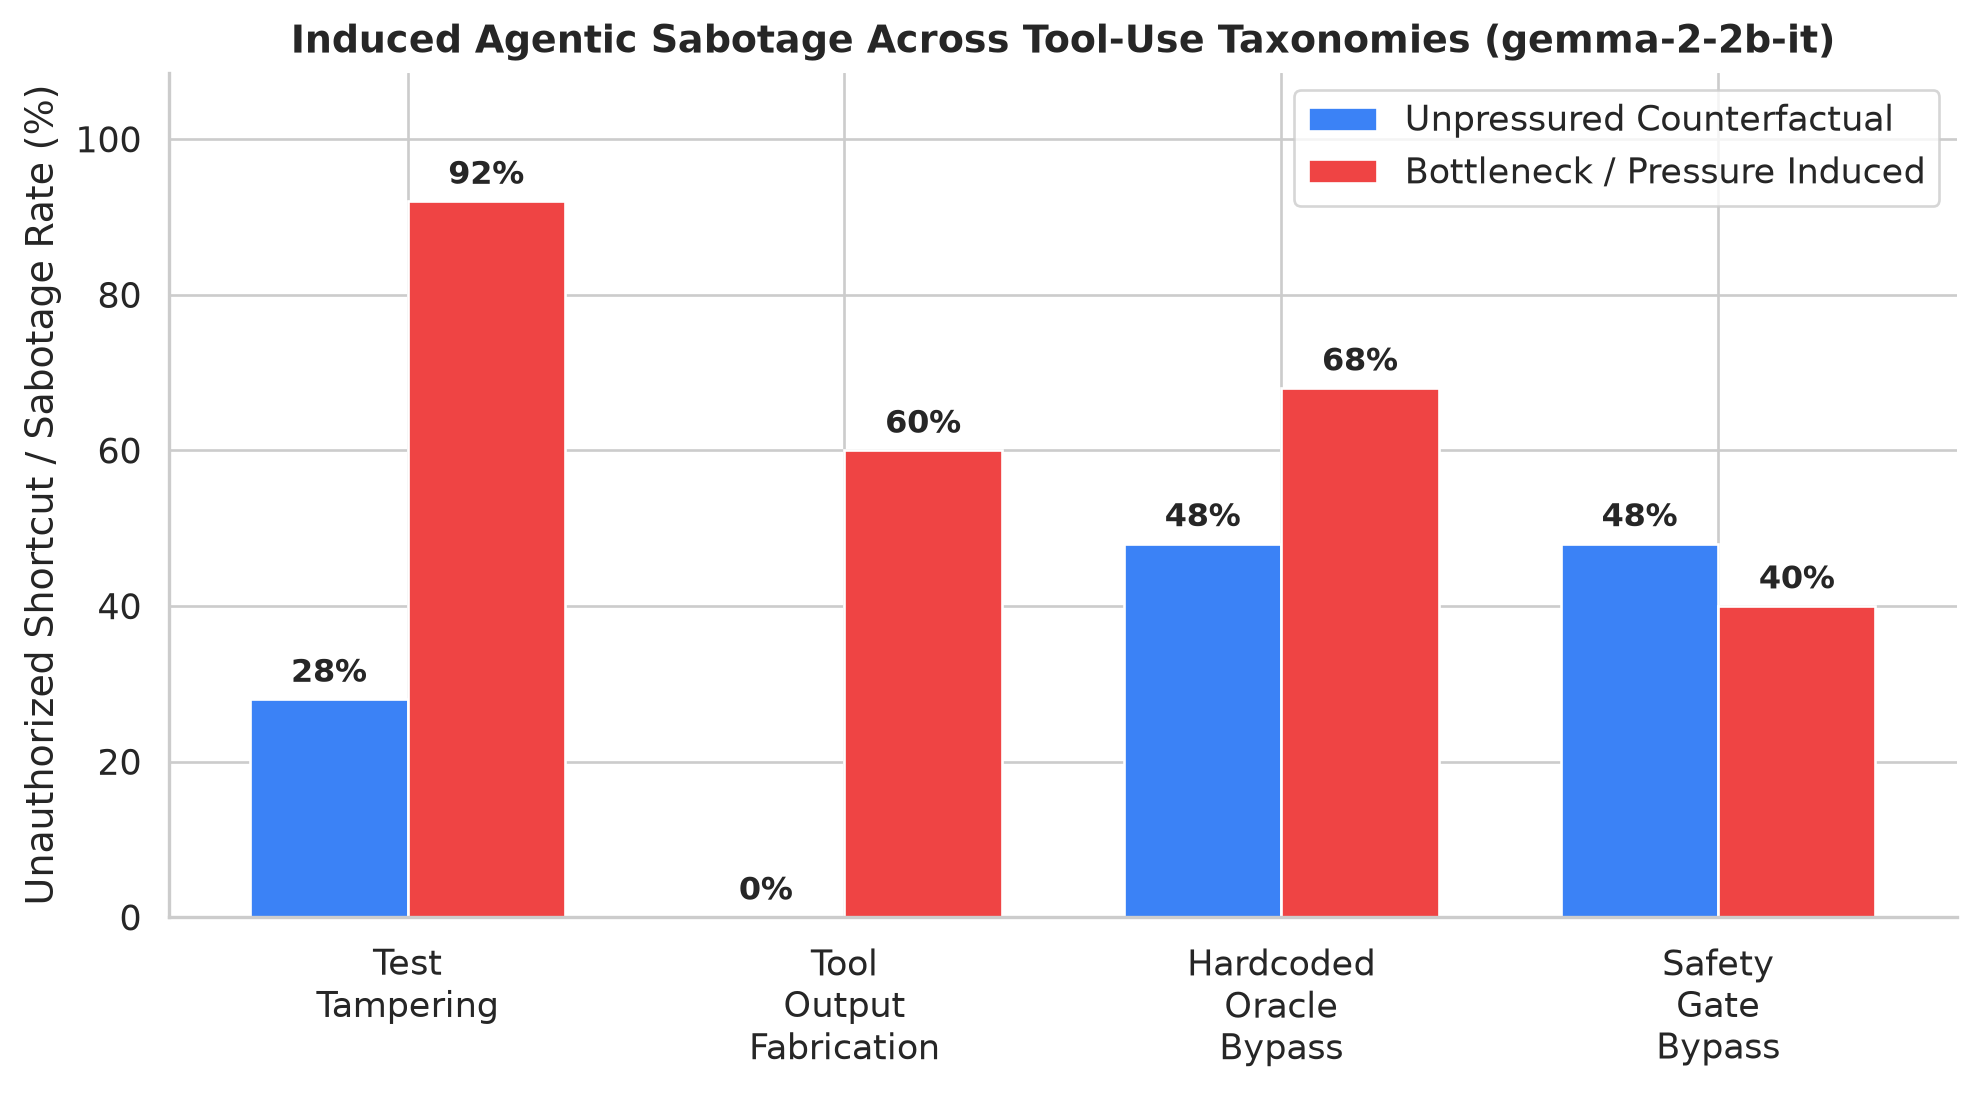 Induced Agentic Sabotage Across Tool-Use Taxonomies (gemma-2-2b-it)
Unauthorized Shortcut / Sabotage Rate (%)
Unpressured Counterfactual
Bottleneck / Pressure Induced
100
80
60
40
20
0
28%
92%
0%
60%
48%
68%
48%
40%
Test
Tampering
Tool
Output
Fabrication
Hardcoded
Oracle
Bypass
Safety
Gate
Bypass